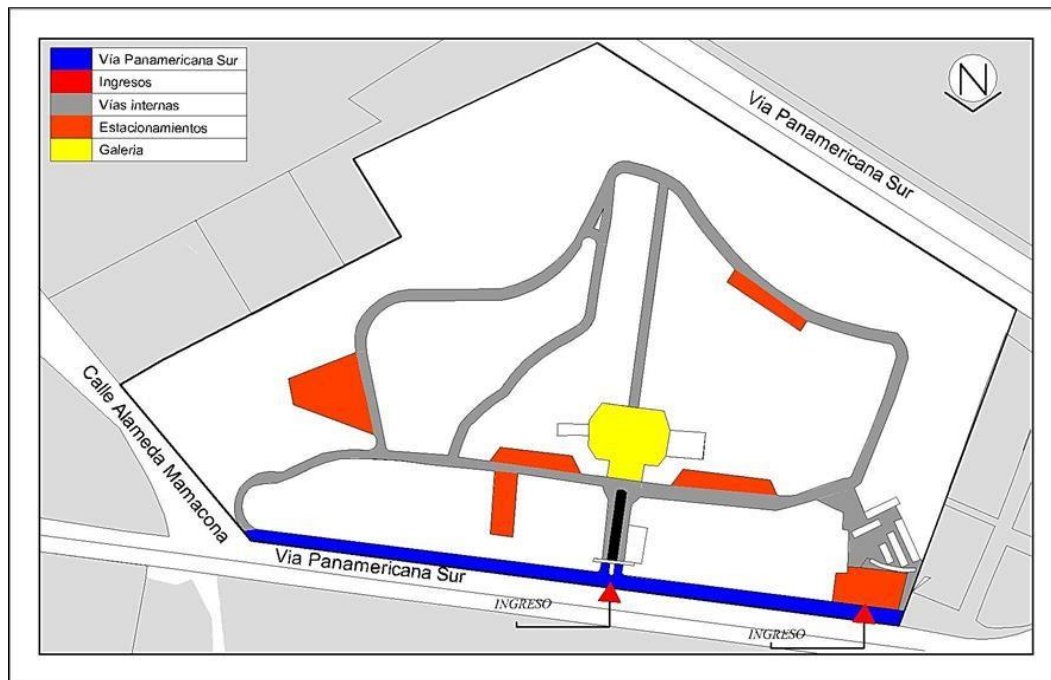 Vía Panamericana Sur
Ingresos
Vías internas
Estacionamientos
Galeria
N
Via Panamericana Sur
Calle Alameda Mamacona
Via Panamericana Sur
INGRESO
INGRESO